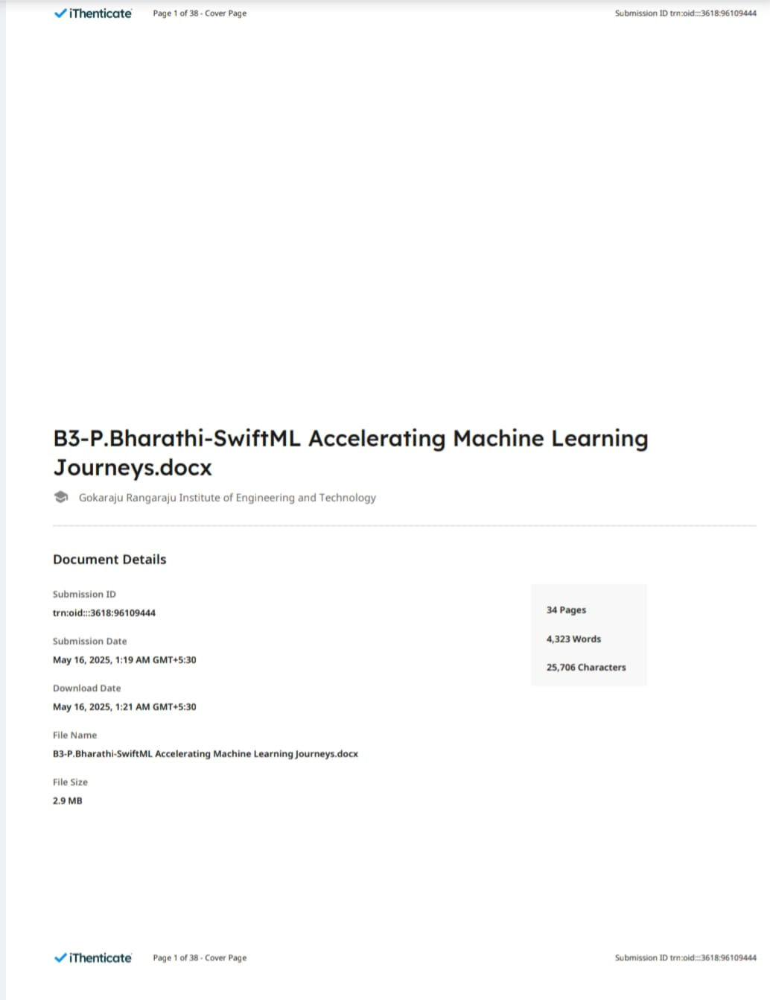 iThenticate Page 1 of 38 - Cover Page Submission ID trn:oid:::3618:96109444
B3-P.Bharathi-SwiftML Accelerating Machine Learning
Journeys.docx
Gokaraju Rangaraju Institute of Engineering and Technology
Document Details
Submission ID
trn:oid:::3618:96109444
Submission Date
May 16, 2025, 1:19 AM GMT+5:30
Download Date
May 16, 2025, 1:21 AM GMT+5:30
File Name
B3-P.Bharathi-SwiftML Accelerating Machine Learning Journeys.docx
File Size
2.9 MB
34 Pages
4,323 Words
25,706 Characters
iThenticate Page 1 of 38 - Cover Page Submission ID trn:oid:::3618:96109444